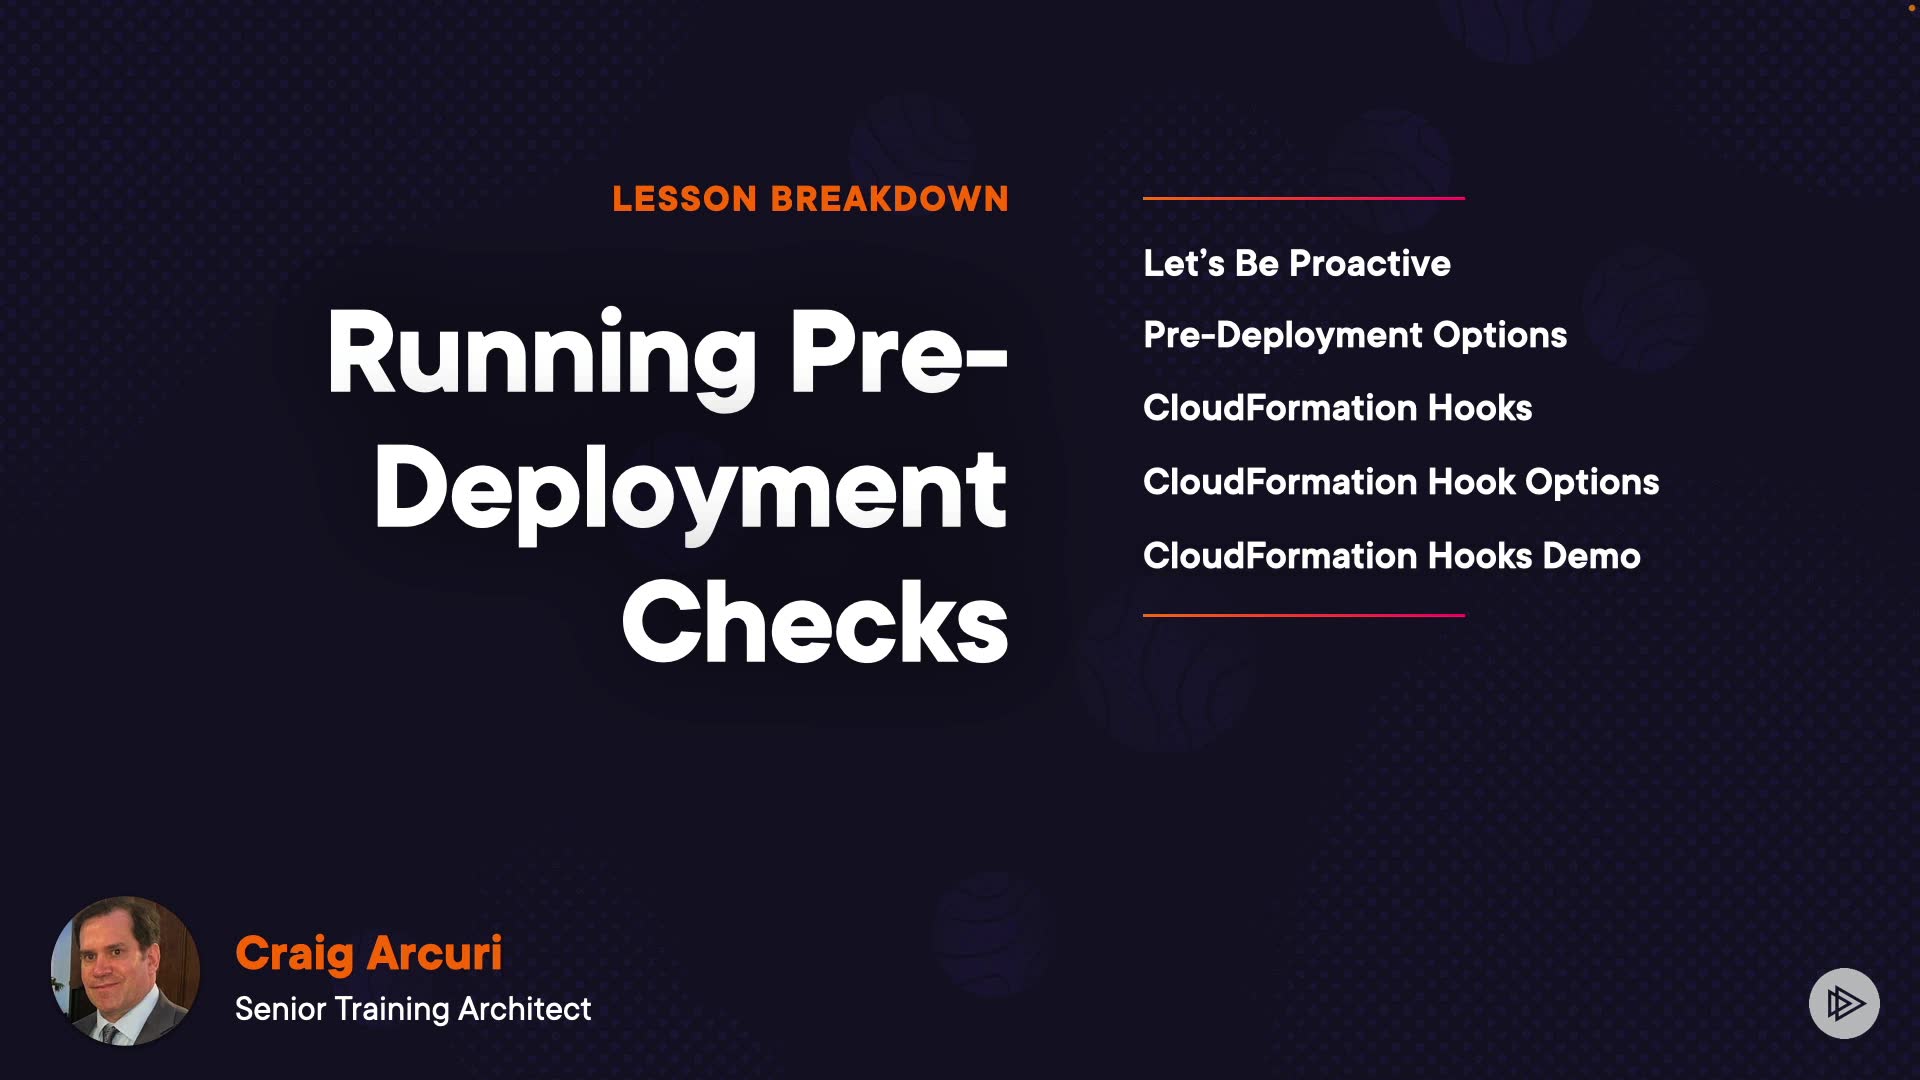 LESSON BREAKDOWN
Running Pre-
Deployment
Checks
Let’s Be Proactive
Pre-Deployment Options
CloudFormation Hooks
CloudFormation Hook Options
CloudFormation Hooks Demo
Craig Arcuri
Senior Training Architect